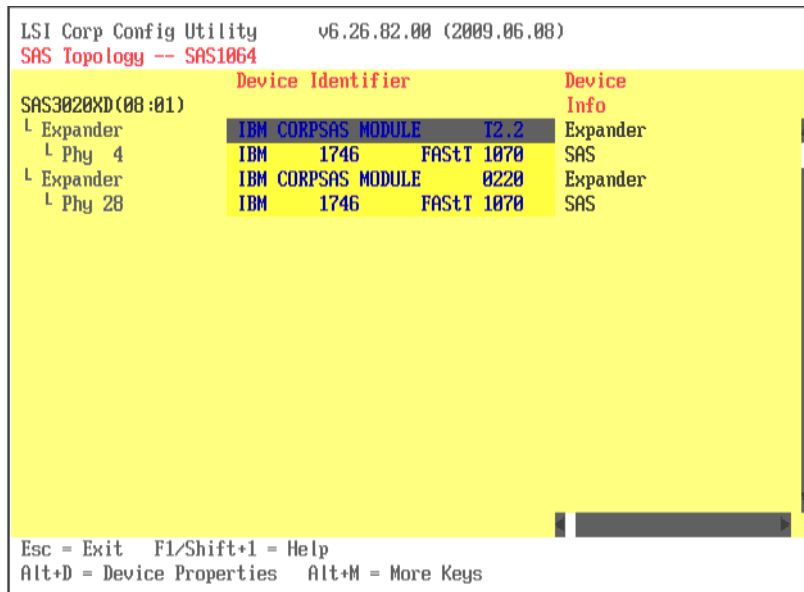 LSI Corp Config Utility v6.26.82.00 (2009.06.08)
SAS Topology -- SAS1064
Device Identifier Device
SAS3020XD(08:01) Info
└ Expander IBM CORPSAS MODULE T2.2 Expander
└ Phy 4 IBM 1746 FAStT 1070 SAS
└ Expander IBM CORPSAS MODULE 0220 Expander
└ Phy 28 IBM 1746 FAStT 1070 SAS
Esc = Exit F1/Shift+1 = Help
Alt+D = Device Properties Alt+M = More Keys